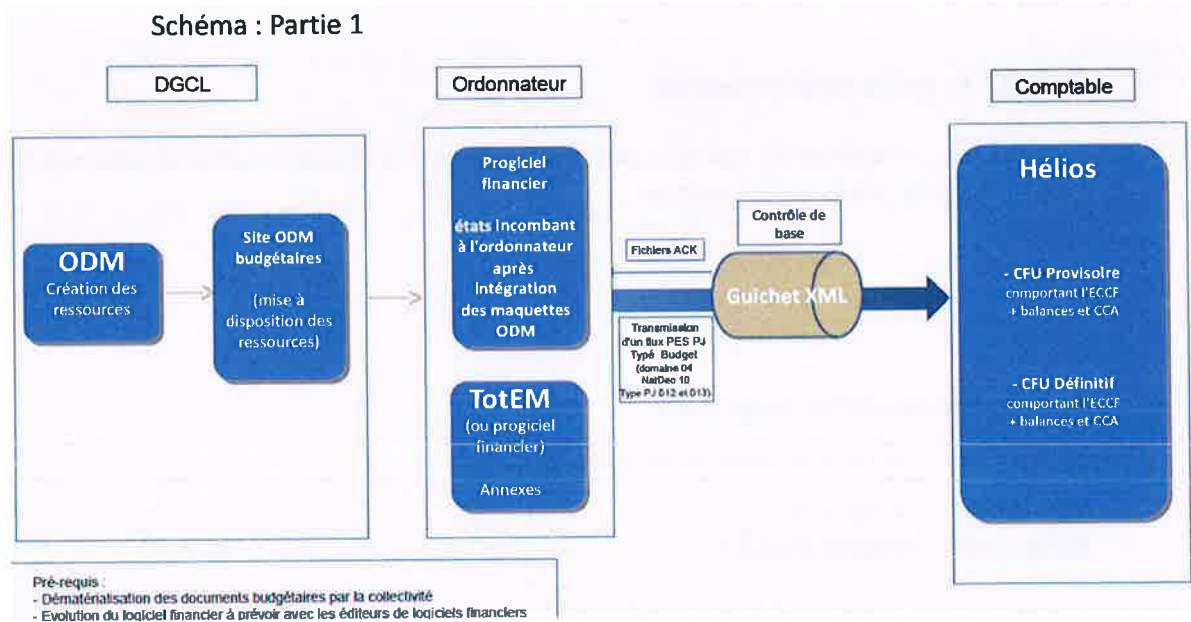 Schéma : Partie 1
DGCL
Ordonnateur
Comptable
ODM
Création des
ressources
Site ODM
budgétaires
(mise à
disposition des
ressources)
Progiciel
financier
états Incombant
à l'ordonnateur
après
Intégration
des maquettes
ODM
TotEM
(ou progiciel
financier)
Annexes
Fichiers ACK
Transmission
d'un flux PES PJ
Typé Budget
(domaine 04
NatDec 10
Type PJ 012 et 013)
Contrôle de
base
Guichet XML
Hélios
- CFU Provisoire
comportant l'ECCF
+ balances et CCA
- CFU Définitif
comportant l'ECCF
+ balances et CCA
Pré-requis :
- Dématérialisation des documents budgétaires par la collectivité
- Evolution du logiciel financier à prévoir avec les éditeurs de logiciels financiers